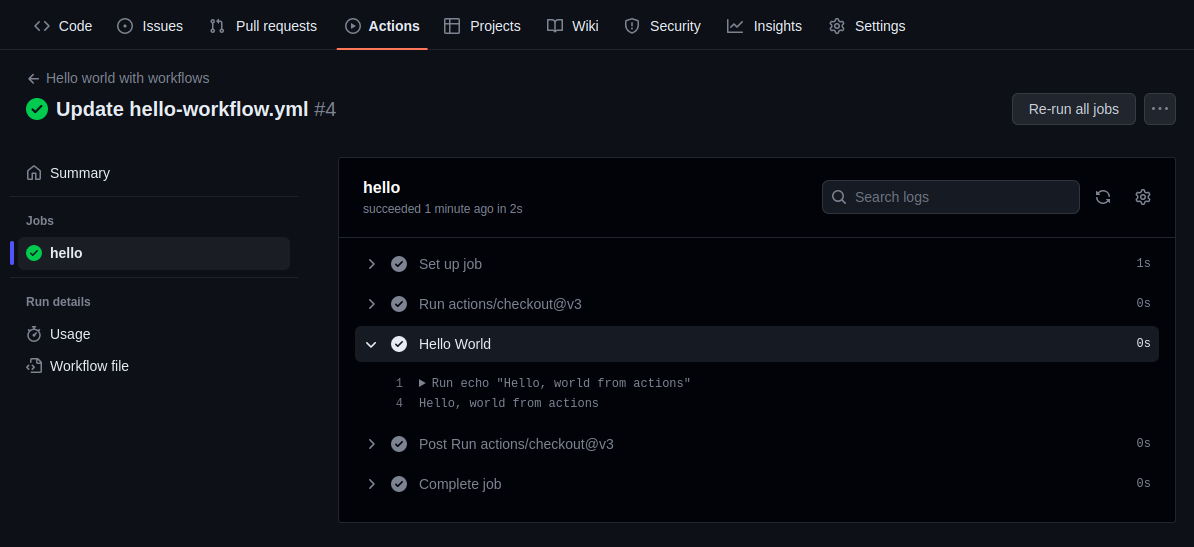 Code Issues Pull requests Actions Projects Wiki Security Insights Settings
Hello world with workflows
Update hello-workflow.yml #4
Re-run all jobs
Summary
Jobs
hello
Run details
Usage
Workflow file
hello
succeeded 1 minute ago in 2s
Search logs
Set up job 1s
Run actions/checkout@v3 0s
Hello World 0s
1 Run echo "Hello, world from actions"
4 Hello, world from actions
Post Run actions/checkout@v3 0s
Complete job 0s